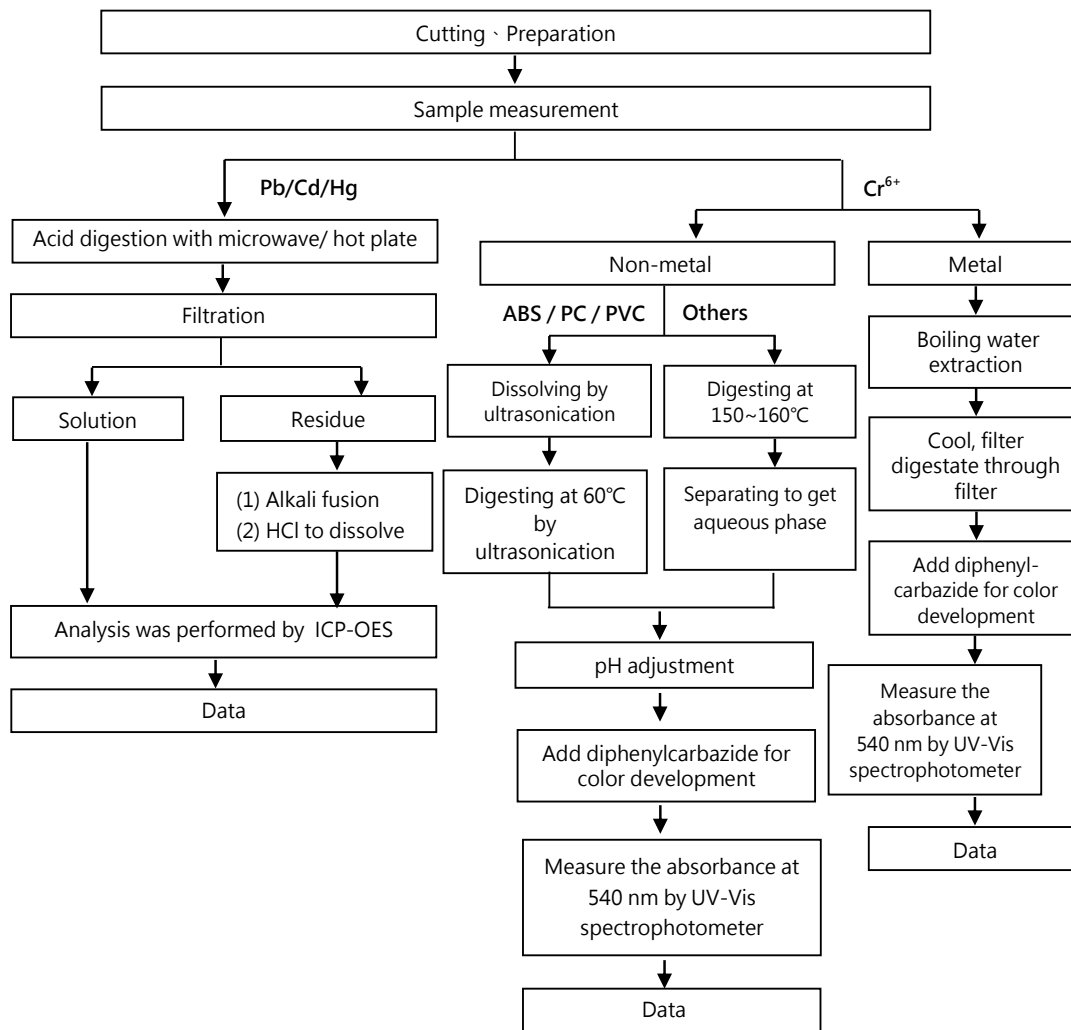 Cutting、Preparation
Sample measurement
Pb/Cd/Hg
Acid digestion with microwave/ hot plate
Filtration
Solution
Residue
(1) Alkali fusion
(2) HCl to dissolve
Analysis was performed by ICP-OES
Data
Cr⁶⁺
Non-metal
ABS / PC / PVC
Others
Dissolving by
ultrasonication
Digesting at 60℃
by
ultrasonication
Digesting at
150~160℃
Separating to get
aqueous phase
pH adjustment
Add diphenylcarbazide for
color development
Measure the absorbance at
540 nm by UV-Vis
spectrophotometer
Data
Metal
Boiling water
extraction
Cool, filter
digestate through
filter
Add diphenyl-
carbazide for color
development
Measure the
absorbance at
540 nm by UV-Vis
spectrophotometer
Data